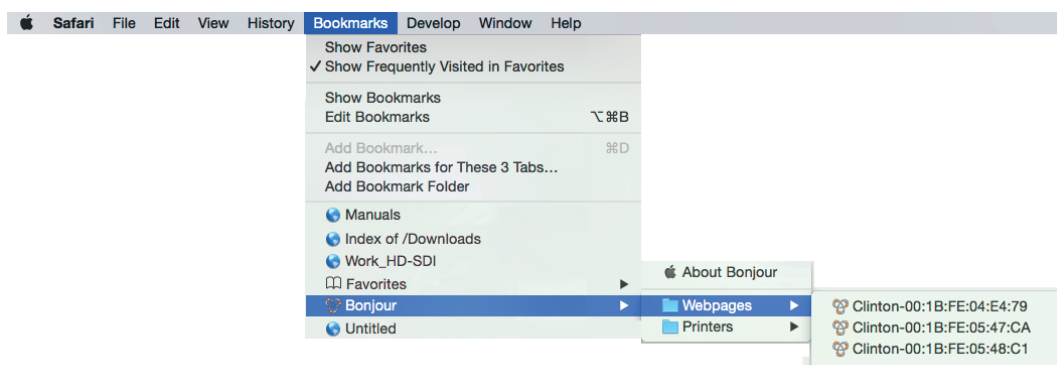 Safari File Edit View History Bookmarks Develop Window Help
Show Favorites
✓ Show Frequently Visited in Favorites
Show Bookmarks
Edit Bookmarks ⌥⌘B
Add Bookmark... ⌘D
Add Bookmarks for These 3 Tabs...
Add Bookmark Folder
Manuals
Index of /Downloads
Work_HD-SDI
Favorites ▶
Bonjour ▶
Untitled
About Bonjour
Webpages ▶
Printers ▶
Clinton-00:1B:FE:04:E4:79
Clinton-00:1B:FE:05:47:CA
Clinton-00:1B:FE:05:48:C1